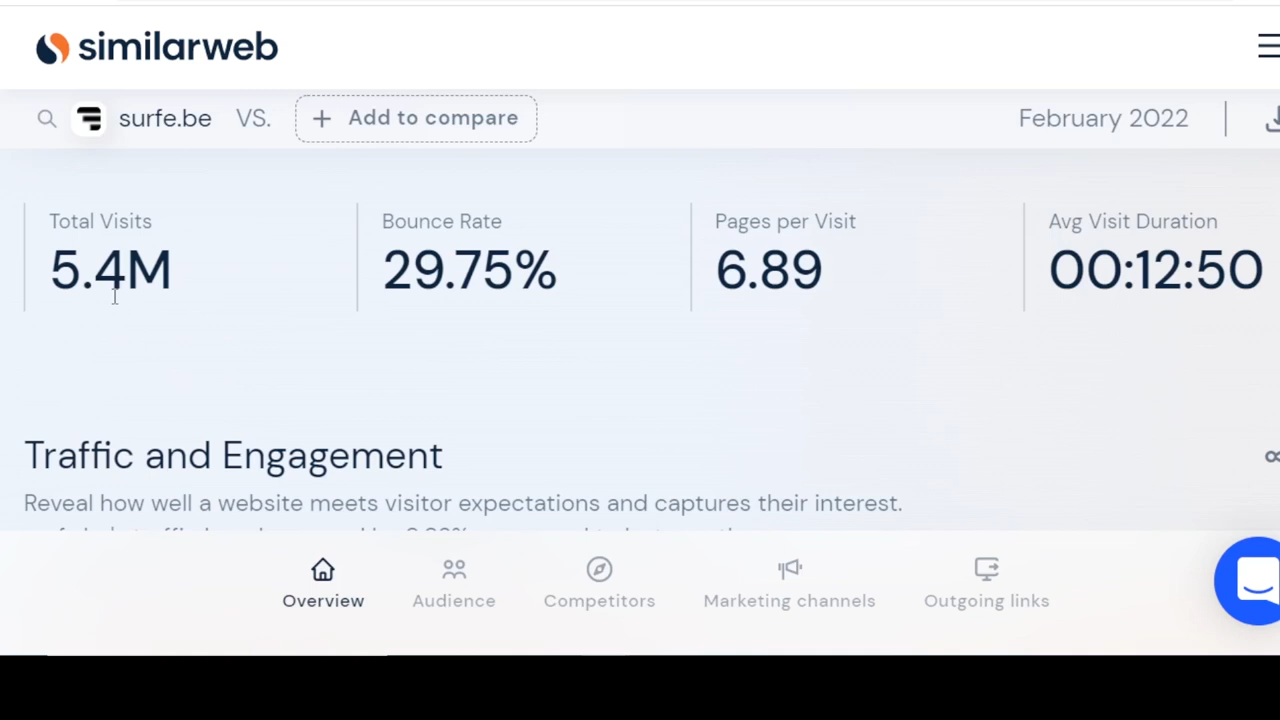 similarweb
surfe.be VS. + Add to compare February 2022
Total Visits Bounce Rate Pages per Visit Avg Visit Duration
5.4M 29.75% 6.89 00:12:50
Traffic and Engagement
Reveal how well a website meets visitor expectations and captures their interest.
Overview Audience Competitors Marketing channels Outgoing links